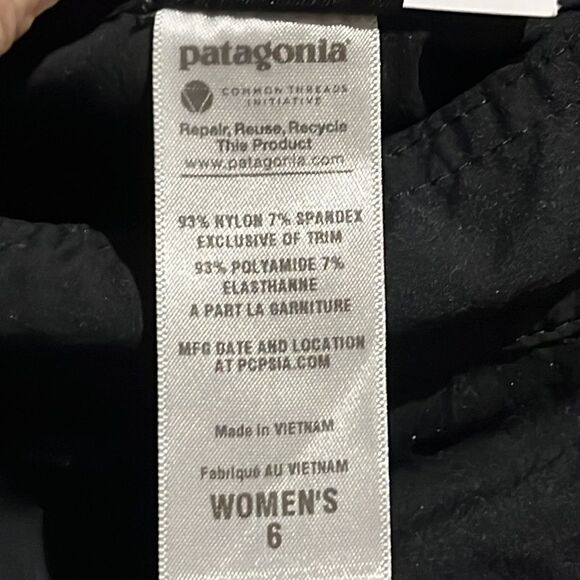 patagonia®
COMMON THREADS
INITIATIVE
Repair, Reuse, Recycle
This Product
www.patagonia.com
93% NYLON 7% SPANDEX
EXCLUSIVE OF TRIM
93% POLYAMIDE 7%
ELASTHANNE
A PART LA GARNITURE
MFG DATE AND LOCATION
AT PCPSIA.COM
Made in VIETNAM
Fabriqué AU VIETNAM
WOMEN'S
6